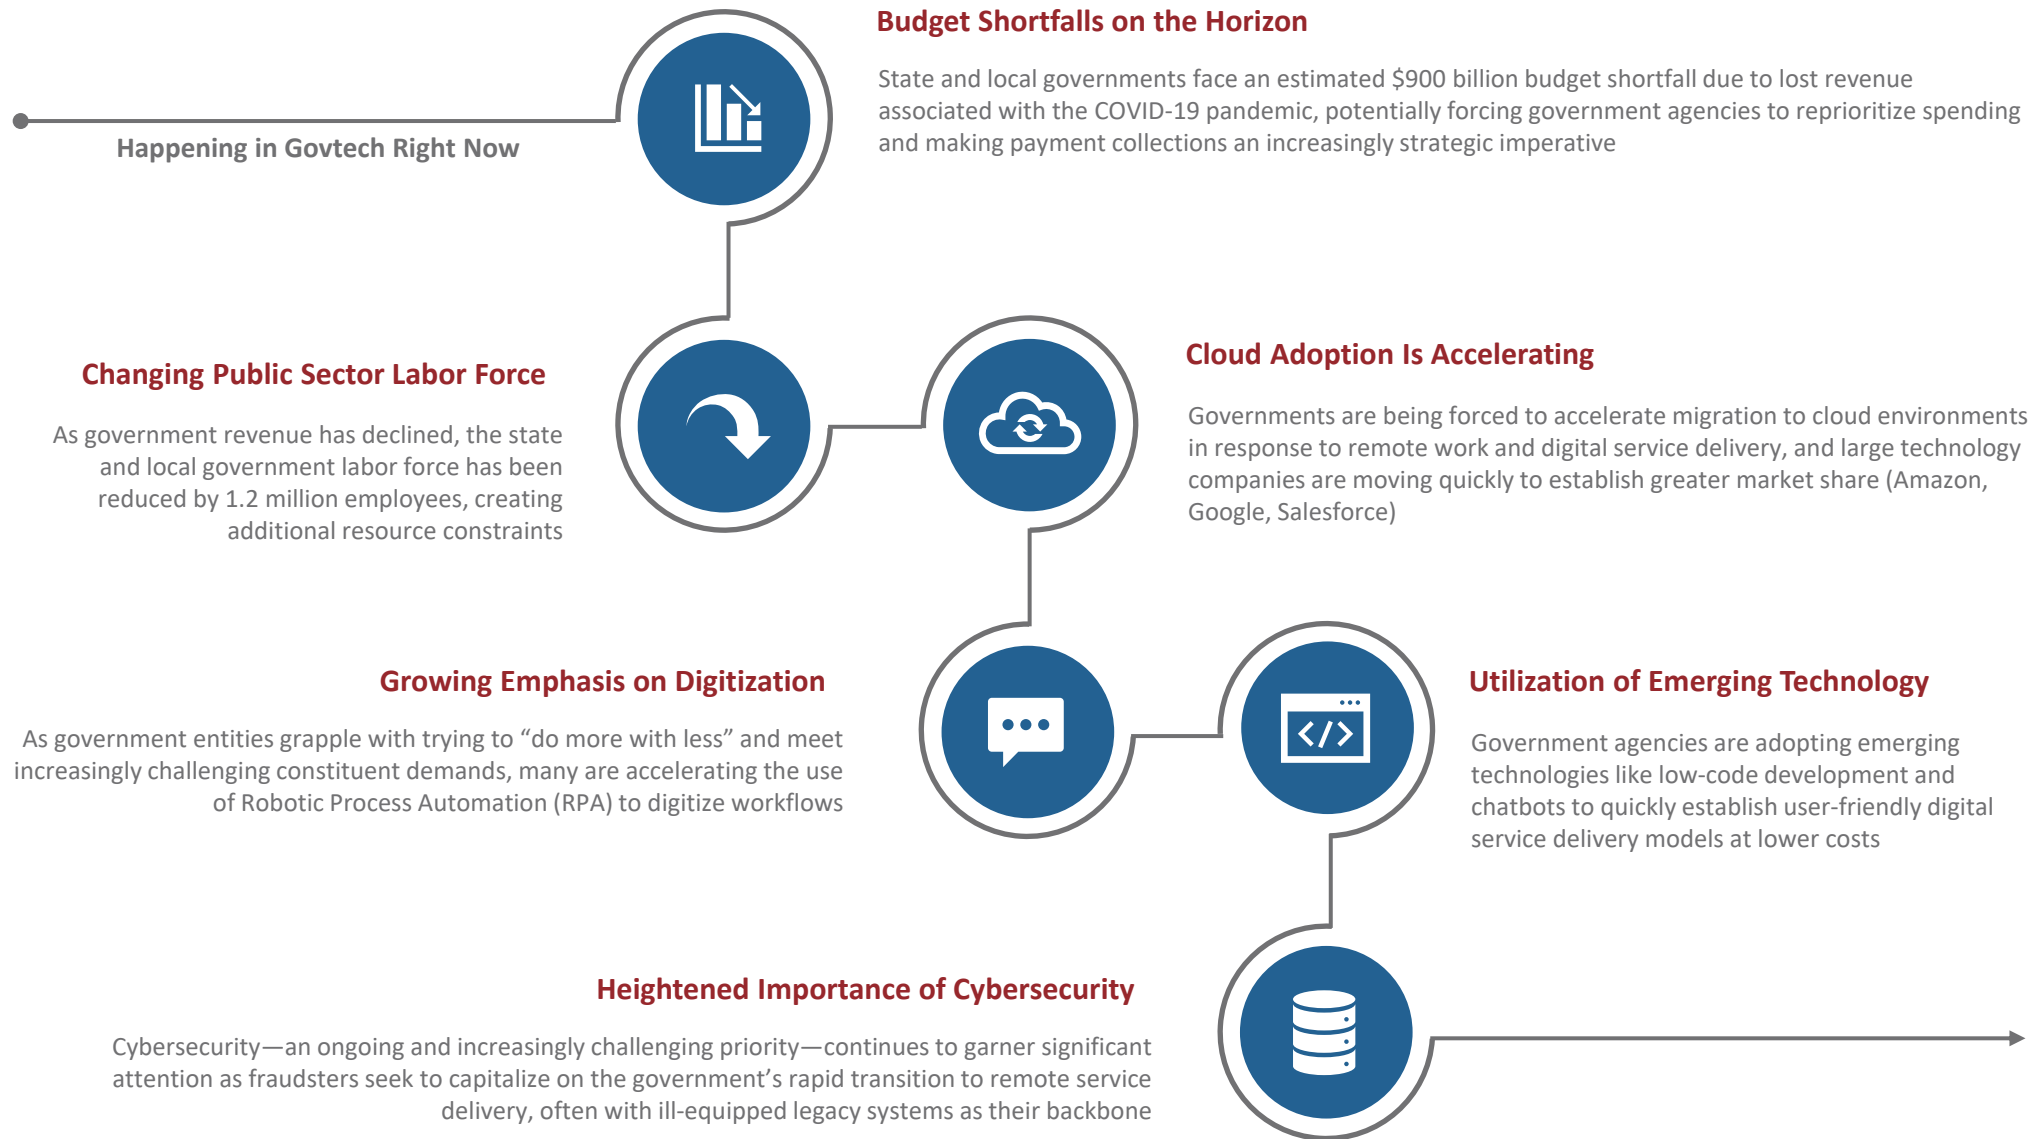 Happening in Govtech Right Now
Budget Shortfalls on the Horizon
State and local governments face an estimated $900 billion budget shortfall due to lost revenue
associated with the COVID-19 pandemic, potentially forcing government agencies to reprioritize spending
and making payment collections an increasingly strategic imperative
Changing Public Sector Labor Force
As government revenue has declined, the state
and local government labor force has been
reduced by 1.2 million employees, creating
additional resource constraints
Cloud Adoption Is Accelerating
Governments are being forced to accelerate migration to cloud environments
in response to remote work and digital service delivery, and large technology
companies are moving quickly to establish greater market share (Amazon,
Google, Salesforce)
Growing Emphasis on Digitization
As government entities grapple with trying to “do more with less” and meet
increasingly challenging constituent demands, many are accelerating the use
of Robotic Process Automation (RPA) to digitize workflows
Utilization of Emerging Technology
Government agencies are adopting emerging
technologies like low-code development and
chatbots to quickly establish user-friendly digital
service delivery models at lower costs
Heightened Importance of Cybersecurity
Cybersecurity—an ongoing and increasingly challenging priority—continues to garner significant
attention as fraudsters seek to capitalize on the government’s rapid transition to remote service
delivery, often with ill-equipped legacy systems as their backbone